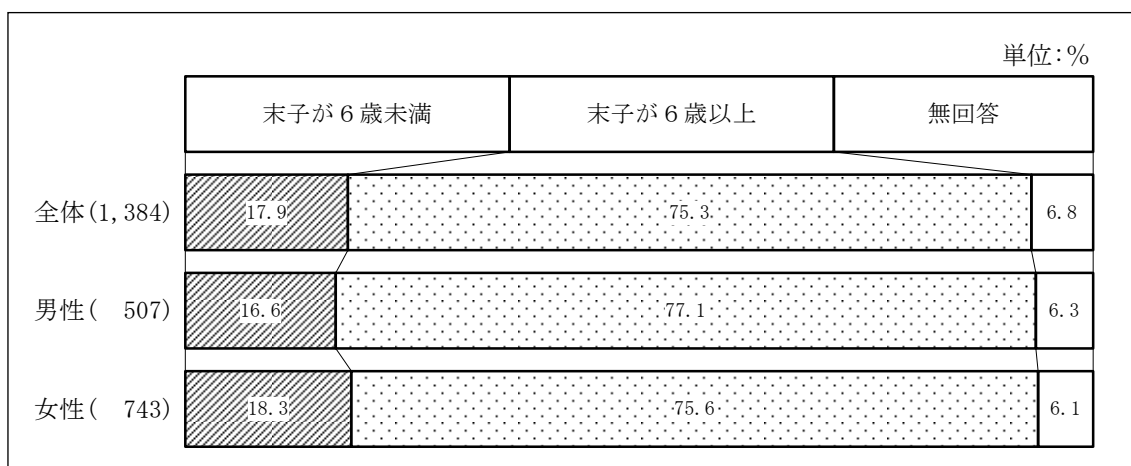 単位:%
末子が6歳未満 末子が6歳以上 無回答
全体(1,384) 17.9 75.3 6.8
男性( 507) 16.6 77.1 6.3
女性( 743) 18.3 75.6 6.1